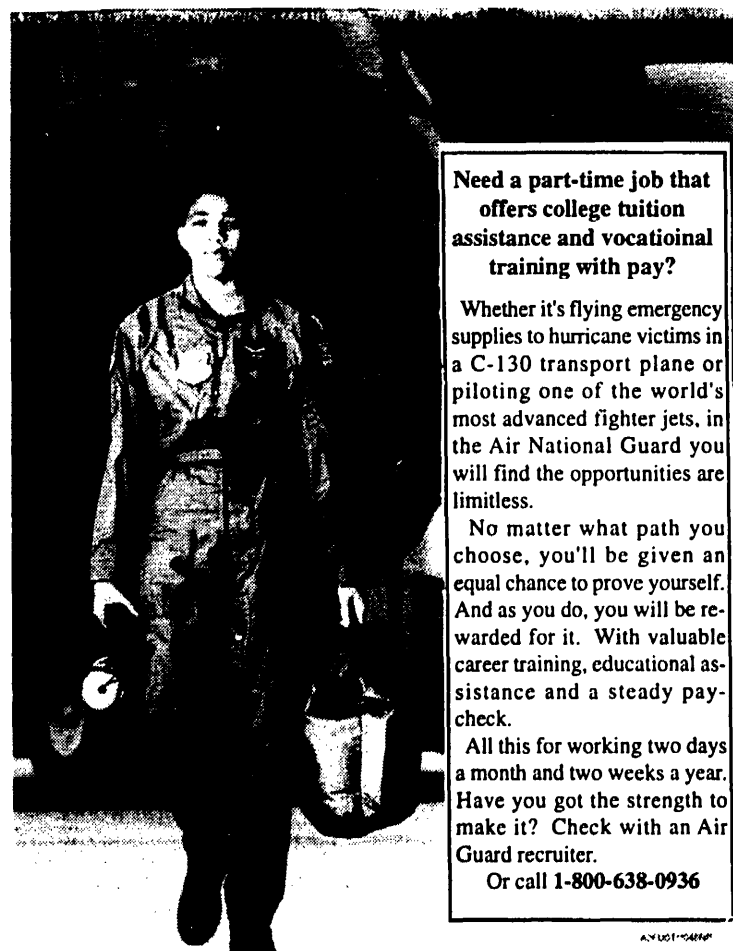 Need a part-time job that
offers college tuition
assistance and vocatioinal
training with pay?
Whether it's flying emergency
supplies to hurricane victims in
a C-130 transport plane or
piloting one of the world's
most advanced fighter jets, in
the Air National Guard you
will find the opportunities are
limitless.
No matter what path you
choose, you'll be given an
equal chance to prove yourself.
And as you do, you will be re-
warded for it. With valuable
career training, educational as-
sistance and a steady pay-
check.
All this for working two days
a month and two weeks a year.
Have you got the strength to
make it? Check with an Air
Guard recruiter.
Or call 1-800-638-0936